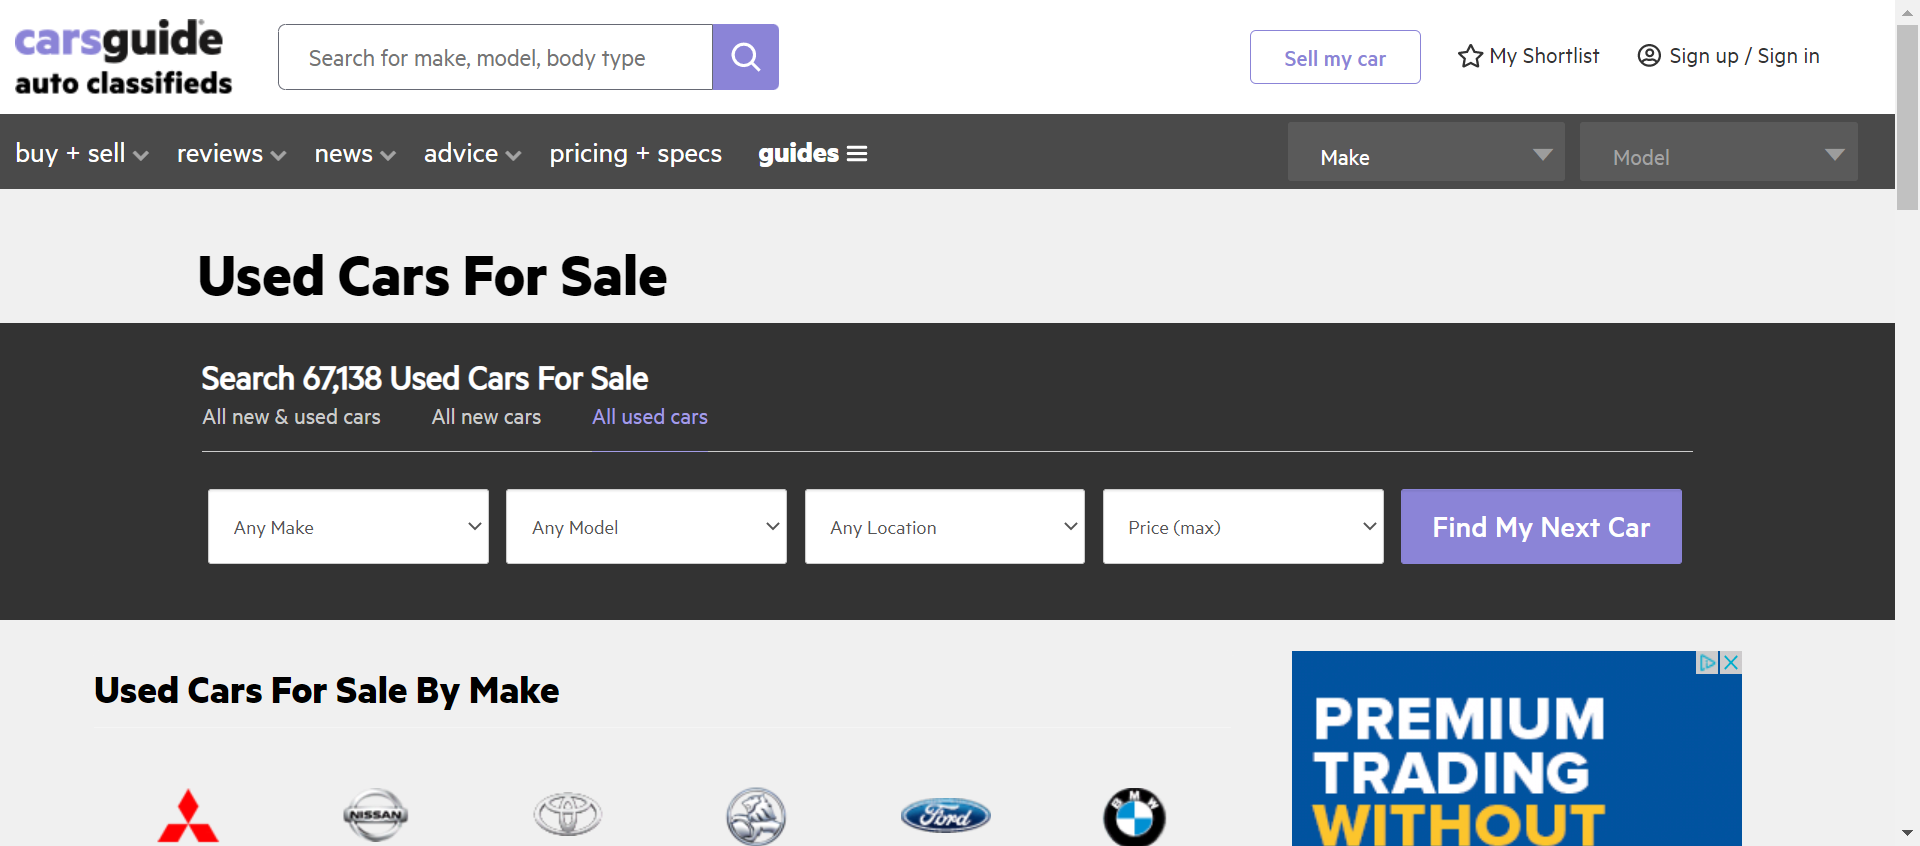 carsguide
auto classifieds
Search for make, model, body type
Sell my car
My Shortlist
Sign up / Sign in
buy + sell
reviews
news
advice
pricing + specs
guides
Make
Model
Used Cars For Sale
Search 67,138 Used Cars For Sale
All new & used cars
All new cars
All used cars
Any Make
Any Model
Any Location
Price (max)
Find My Next Car
Used Cars For Sale By Make
NISSAN
Ford
BMW
PREMIUM
TRADING
WITHOUT